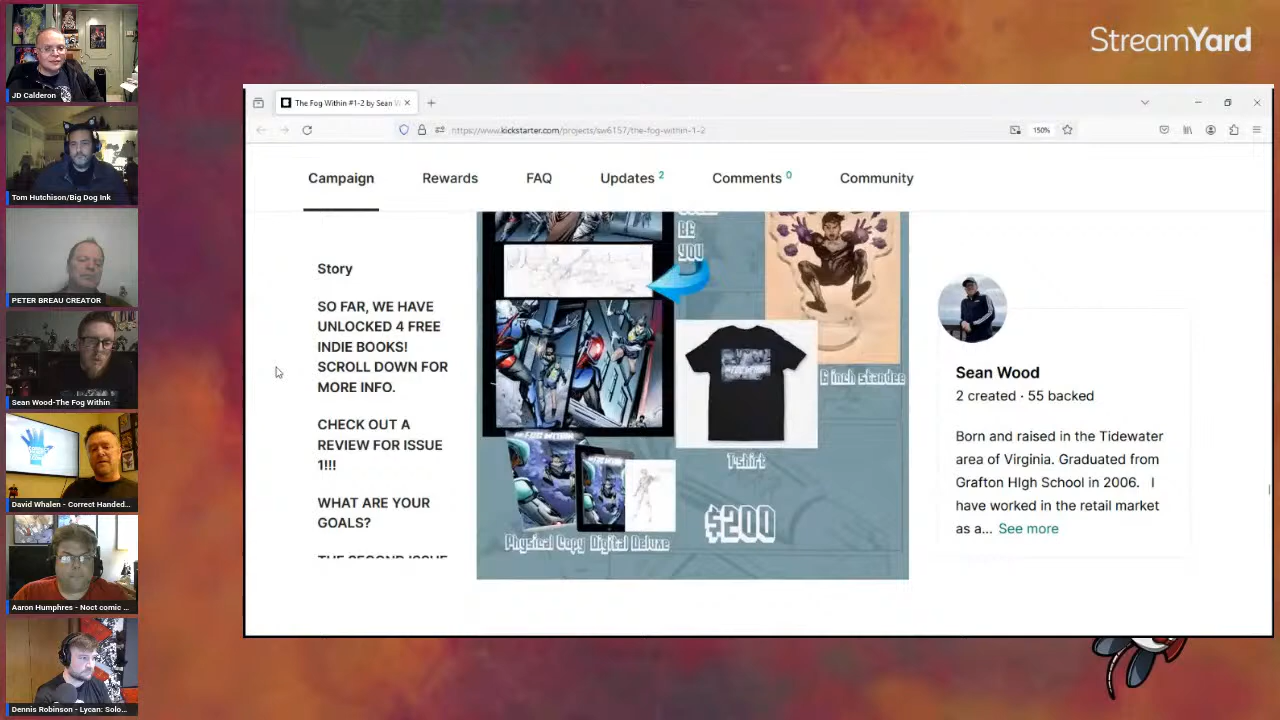 JD Calderon
Tom Hutchison/Big Dog Ink
PETER BREAU CREATOR
Sean Wood-The Fog Within
David Whalen - Correct Handed...
Aaron Humphres - Noct comic ...
Dennis Robinson - Lycan: Solo...
StreamYard
The Fog Within #1-2 by Sean W
https://www.kickstarter.com/projects/sw6157/the-fog-within-1-2
150%
Campaign
Rewards
FAQ
Updates 2
Comments 0
Community
Story
SO FAR, WE HAVE
UNLOCKED 4 FREE
INDIE BOOKS!
SCROLL DOWN FOR
MORE INFO.
CHECK OUT A
REVIEW FOR ISSUE
1!!!
WHAT ARE YOUR
GOALS?
THE SECOND ISSUE
BE
YOU
6 inch standee
T-shirt
Physical Copy
Digital Deluxe
$200
Sean Wood
2 created · 55 backed
Born and raised in the Tidewater
area of Virginia. Graduated from
Grafton HIgh School in 2006. I
have worked in the retail market
as a... See more